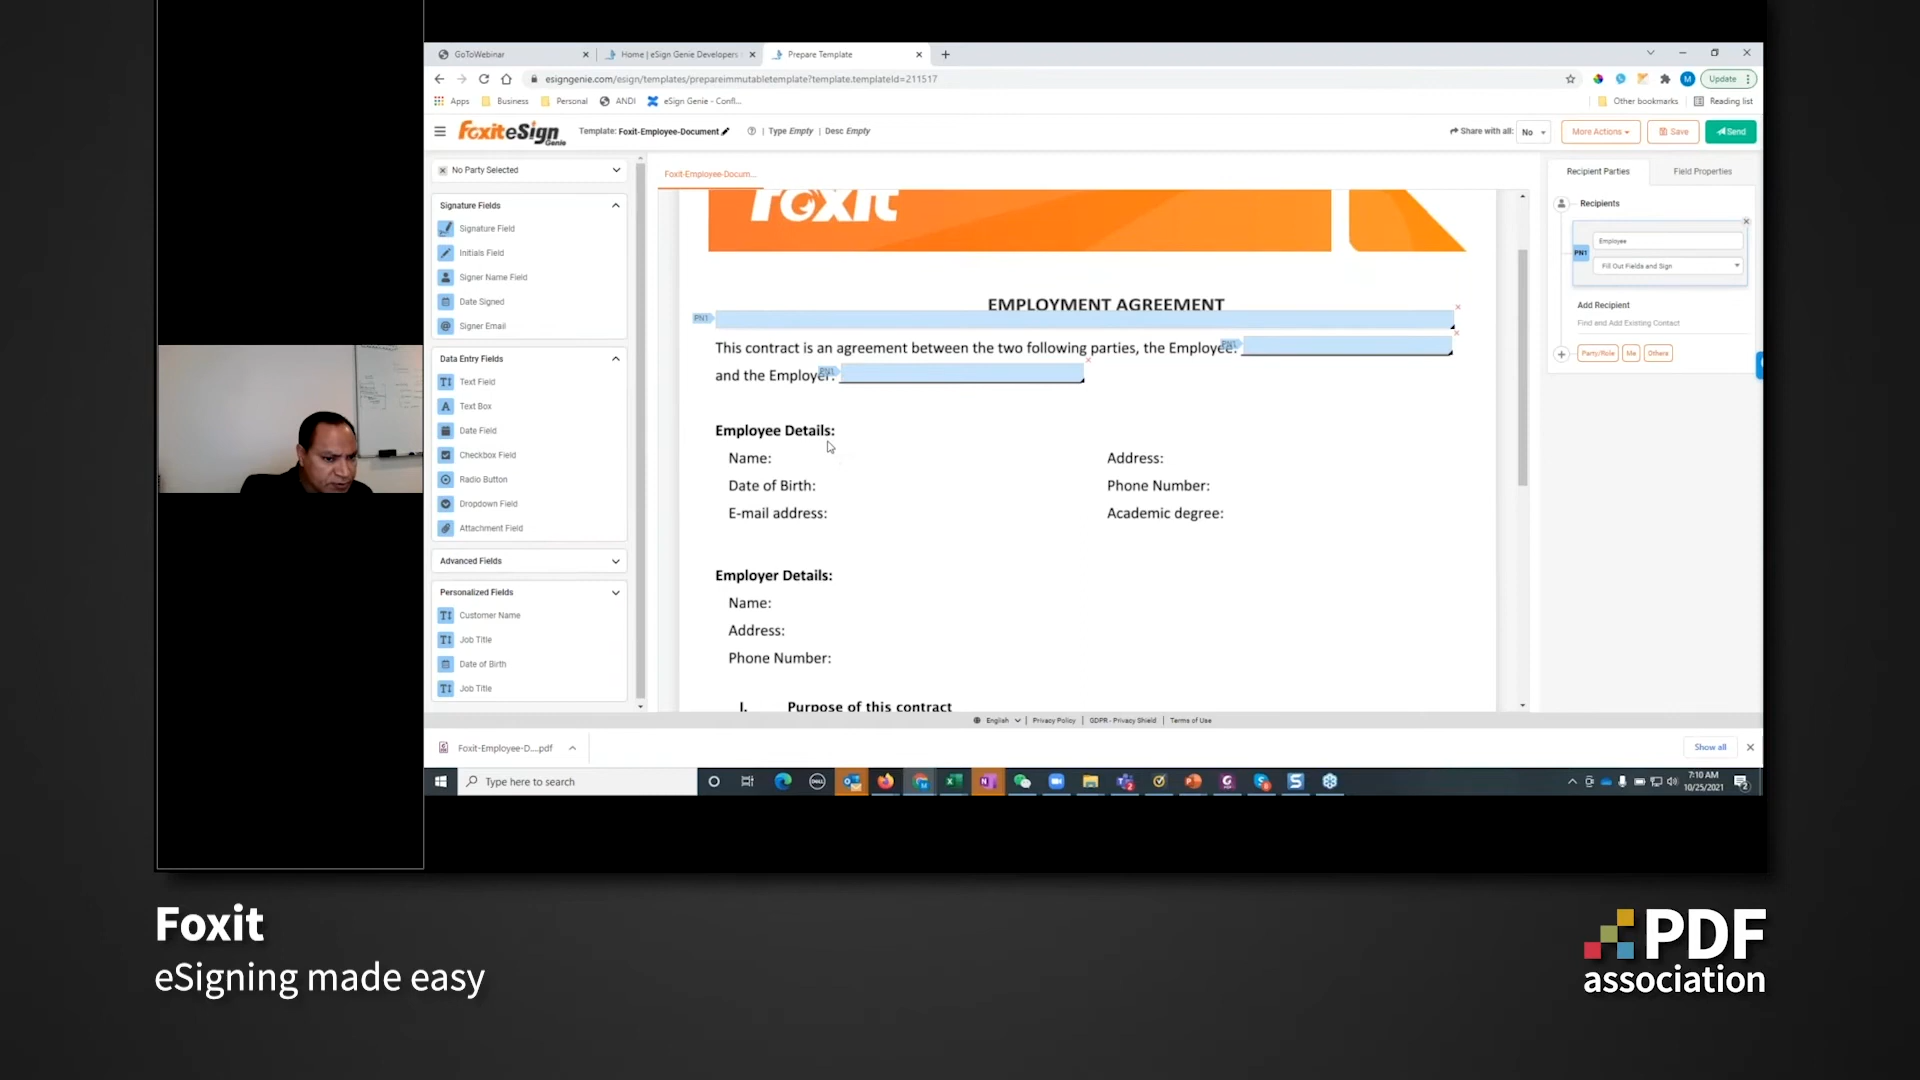 GoToWebinar
Home | eSign Genie Developers
Prepare Template
esigngenie.com/esign/templates/prepareimmutabletemplate?template.templateId=211517
M
Update
Apps
Business
Personal
ANDI
eSign Genie - Confl...
Other bookmarks
Reading list
Foxit eSign Genie
Template: Foxit-Employee-Document
Type Empty | Desc Empty
Share with all: No
More Actions
Save
Send
No Party Selected
Signature Fields
Signature Field
Initials Field
Signer Name Field
Date Signed
Signer Email
Data Entry Fields
Text Field
Text Box
Date Field
Checkbox Field
Radio Button
Dropdown Field
Attachment Field
Advanced Fields
Personalized Fields
Customer Name
Job Title
Date of Birth
Job Title
Foxit-Employee-Docum...
Foxit
EMPLOYMENT AGREEMENT
PN1
This contract is an agreement between the two following parties, the Employee: PN1
and the Employer: PN1
Employee Details:
Name:
Address:
Date of Birth:
Phone Number:
E-mail address:
Academic degree:
Employer Details:
Name:
Address:
Phone Number:
I. Purpose of this contract
Recipient Parties
Field Properties
Recipients
PN1
Employee
Fill Out Fields and Sign
Add Recipient
Find and Add Existing Contact
Party/Role
Me
Others
English | Privacy Policy | GDPR - Privacy Shield | Terms of Use
Foxit-Employee-D....pdf
Show all
Type here to search
DELL
7:10 AM
10/25/2021
Foxit
eSigning made easy
PDF
association